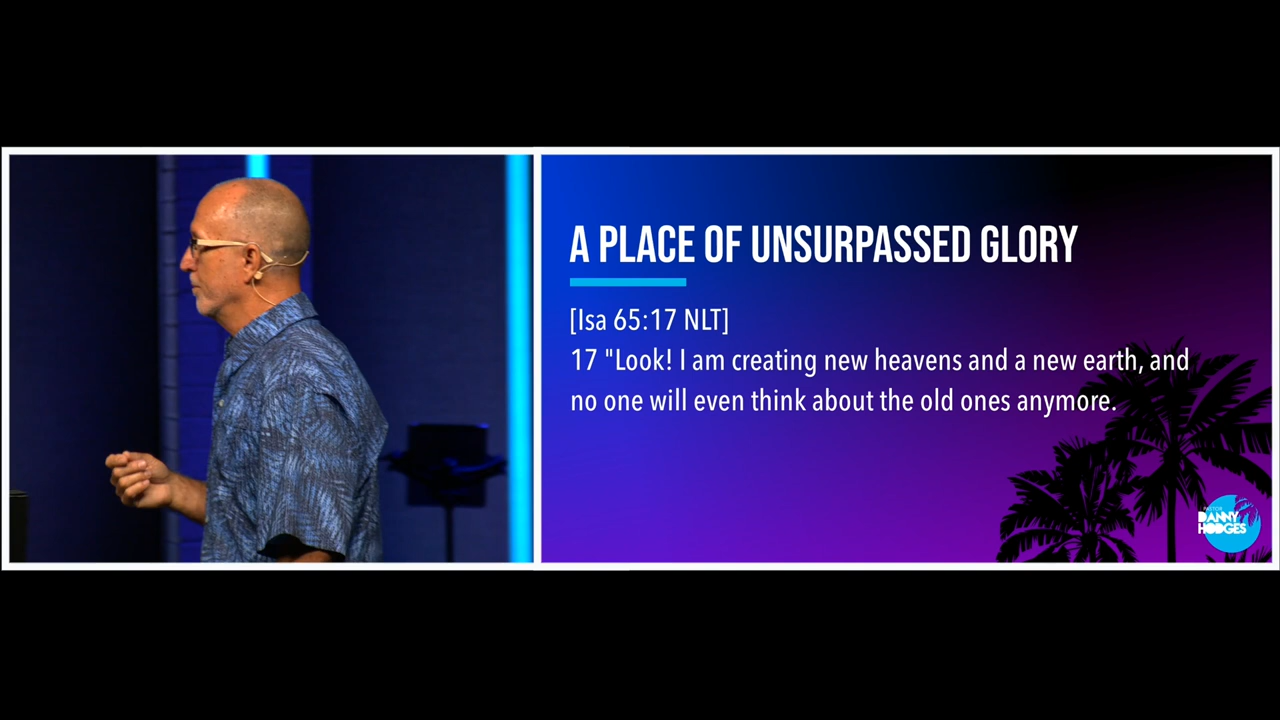 A PLACE OF UNSURPASSED GLORY
[Isa 65:17 NLT]
17 "Look! I am creating new heavens and a new earth, and
no one will even think about the old ones anymore.
PASTOR
DANNY
HODGES